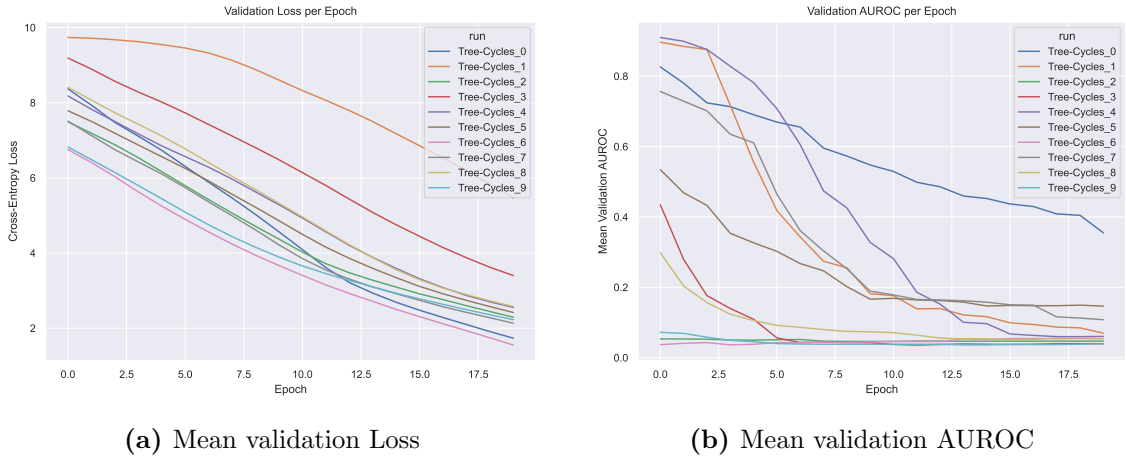 Validation Loss per Epoch
10
8
6
4
2
Cross-Entropy Loss
0.0 2.5 5.0 7.5 10.0 12.5 15.0 17.5
Epoch
run
Tree-Cycles_0
Tree-Cycles_1
Tree-Cycles_2
Tree-Cycles_3
Tree-Cycles_4
Tree-Cycles_5
Tree-Cycles_6
Tree-Cycles_7
Tree-Cycles_8
Tree-Cycles_9
(a) Mean validation Loss
Validation AUROC per Epoch
0.8
0.6
0.4
0.2
0.0
Mean Validation AUROC
0.0 2.5 5.0 7.5 10.0 12.5 15.0 17.5
Epoch
run
Tree-Cycles_0
Tree-Cycles_1
Tree-Cycles_2
Tree-Cycles_3
Tree-Cycles_4
Tree-Cycles_5
Tree-Cycles_6
Tree-Cycles_7
Tree-Cycles_8
Tree-Cycles_9
(b) Mean validation AUROC